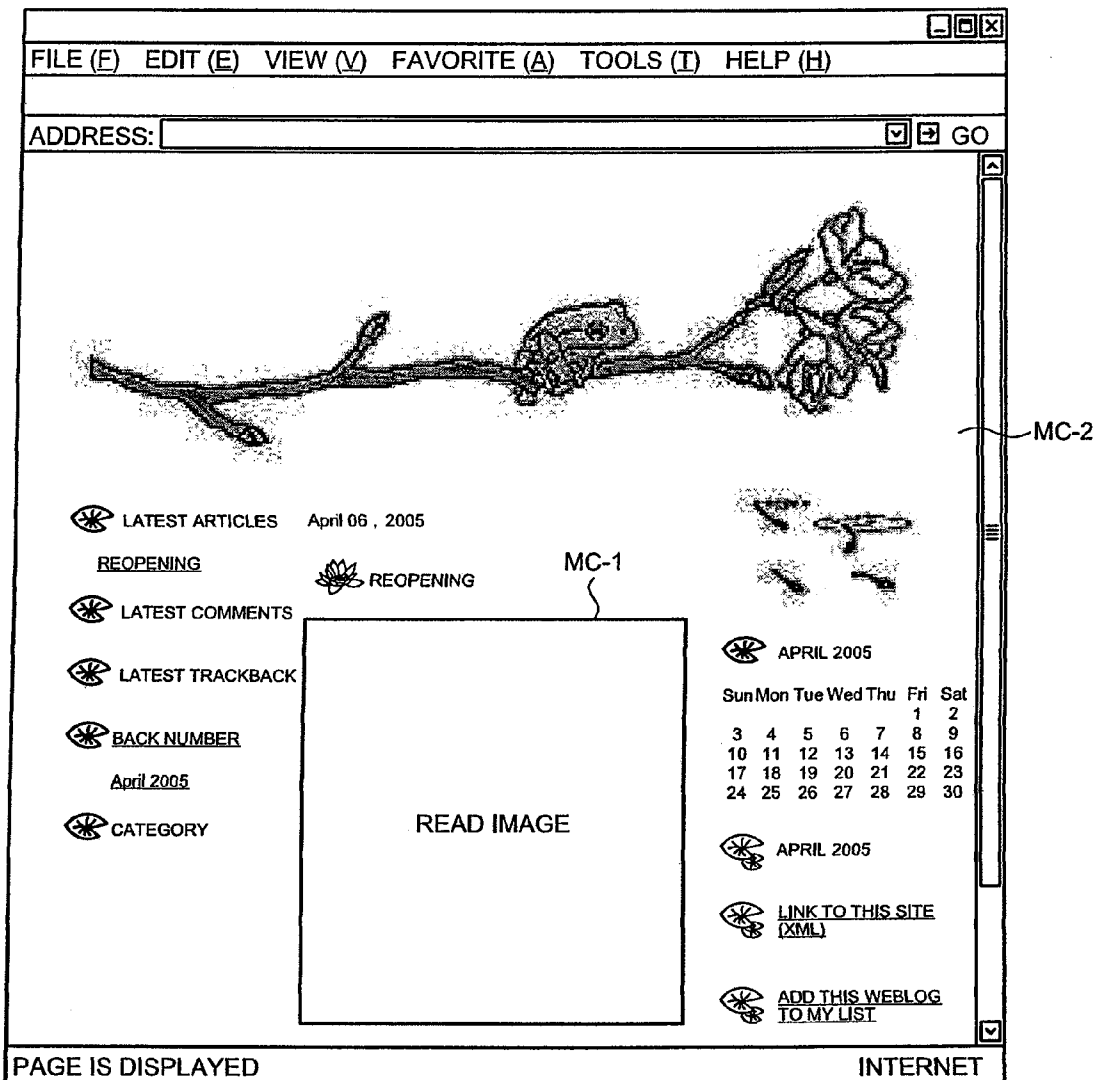 FILE (F) EDIT (E) VIEW (V) FAVORITE (A) TOOLS (T) HELP (H)
ADDRESS: GO
MC-2
LATEST ARTICLES
REOPENING
LATEST COMMENTS
LATEST TRACKBACK
BACK NUMBER
April 2005
CATEGORY
April 06 , 2005
REOPENING
MC-1
READ IMAGE
APRIL 2005
Sun Mon Tue Wed Thu Fri Sat
1 2
3 4 5 6 7 8 9
10 11 12 13 14 15 16
17 18 19 20 21 22 23
24 25 26 27 28 29 30
APRIL 2005
LINK TO THIS SITE
(XML)
ADD THIS WEBLOG
TO MY LIST
PAGE IS DISPLAYED INTERNET